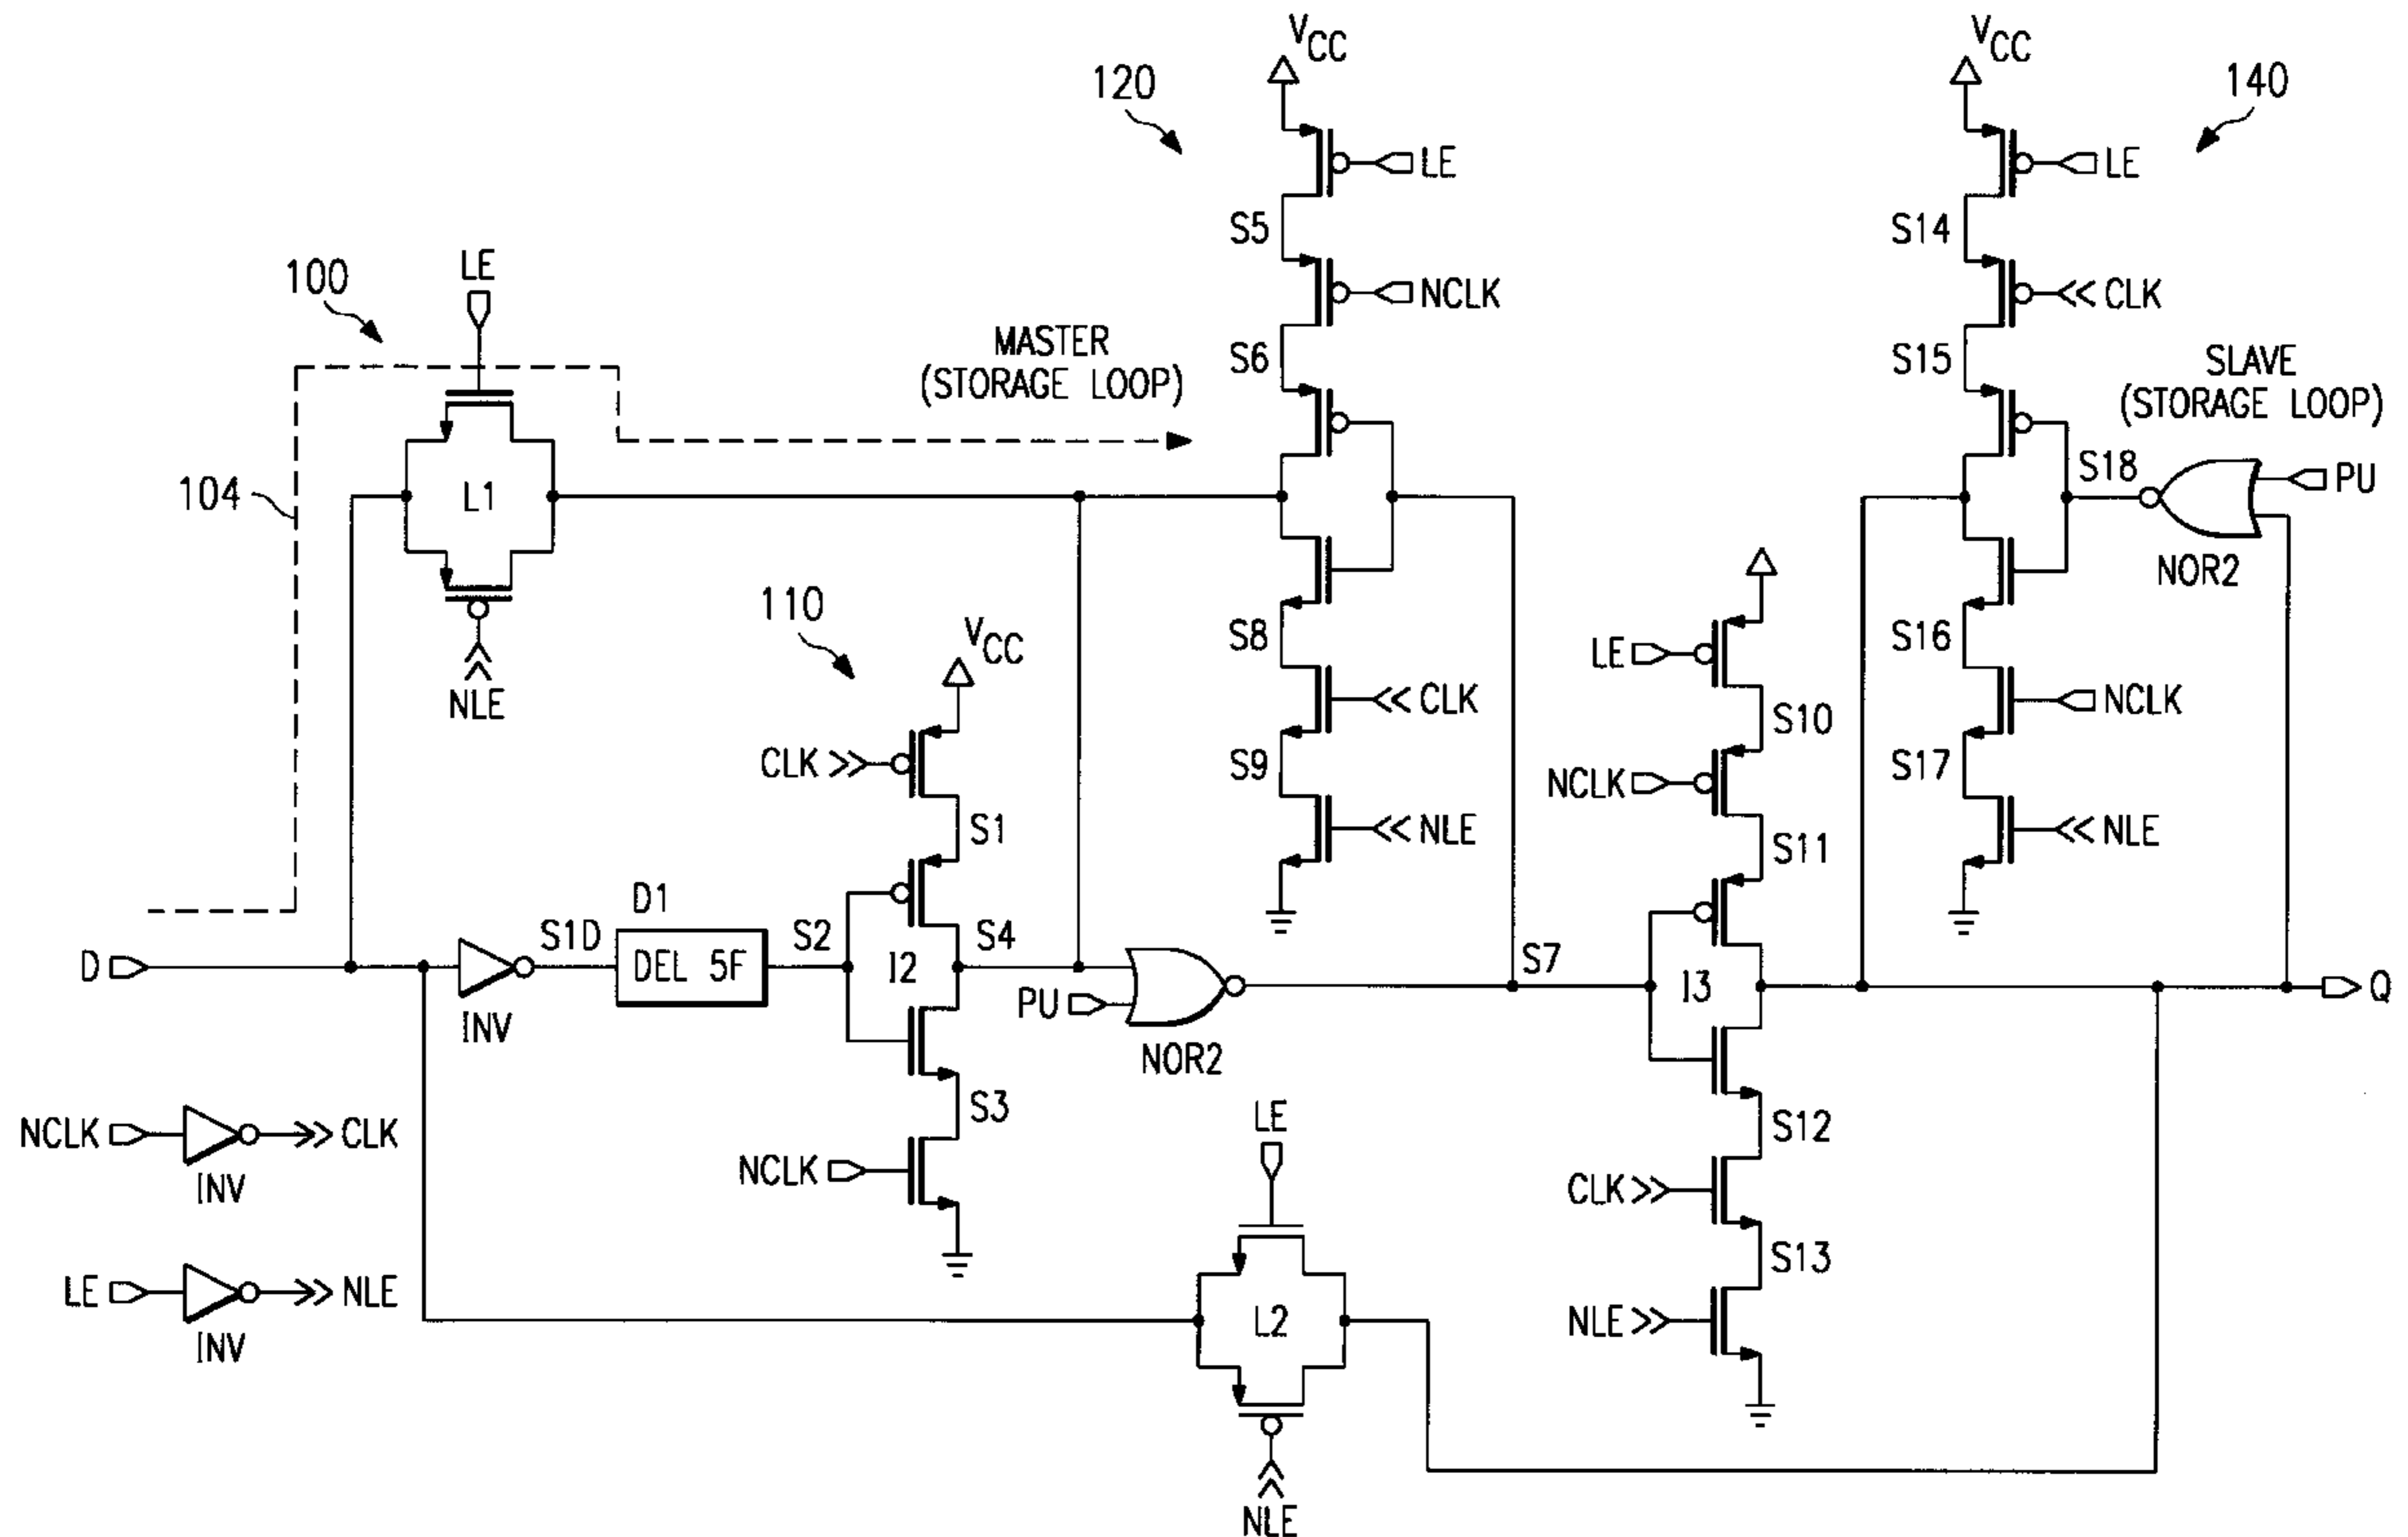 VCC
VCC
120
140
LE
LE
S5
S14
LE
100
NCLK
CLK
MASTER
(STORAGE LOOP)
S6
S15
SLAVE
(STORAGE LOOP)
104
L1
S18
PU
NOR2
110
VCC
S8
S16
LE
NLE
CLK
NCLK
S10
CLK
S9
S17
NCLK
S1
NLE
S11
NLE
D1
S1D
S2
S4
D
DEL 5F
I2
S7
I3
Q
PU
INV
NOR2
S3
LE
S12
NCLK
CLK
INV
NCLK
CLK
S13
LE
NLE
INV
L2
NLE
NLE